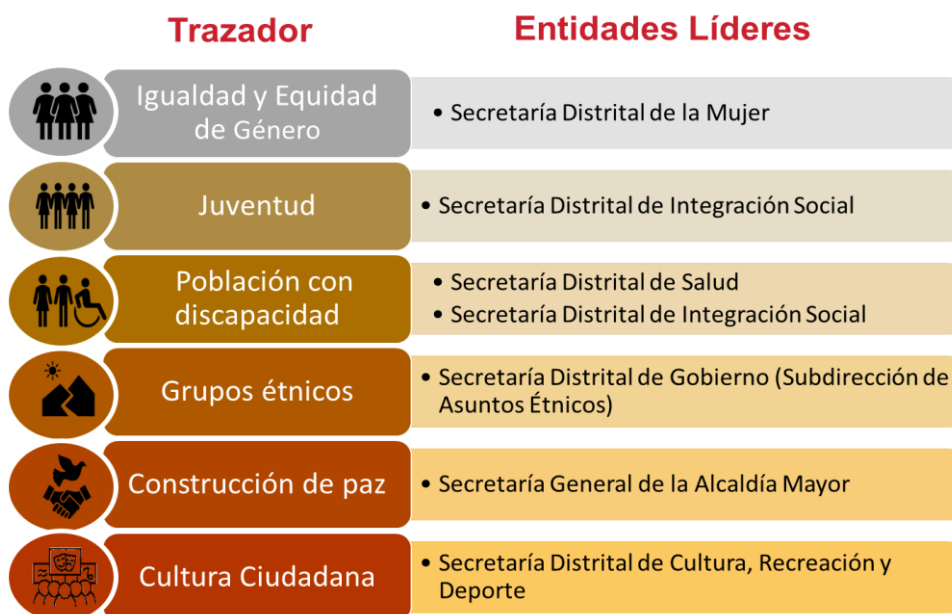 Trazador
Entidades Líderes
Igualdad y Equidad
de Género
• Secretaría Distrital de la Mujer
Juventud
• Secretaría Distrital de Integración Social
Población con
discapacidad
• Secretaría Distrital de Salud
• Secretaría Distrital de Integración Social
Grupos étnicos
• Secretaría Distrital de Gobierno (Subdirección de
Asuntos Étnicos)
Construcción de paz
• Secretaría General de la Alcaldía Mayor
Cultura Ciudadana
• Secretaría Distrital de Cultura, Recreación y
Deporte